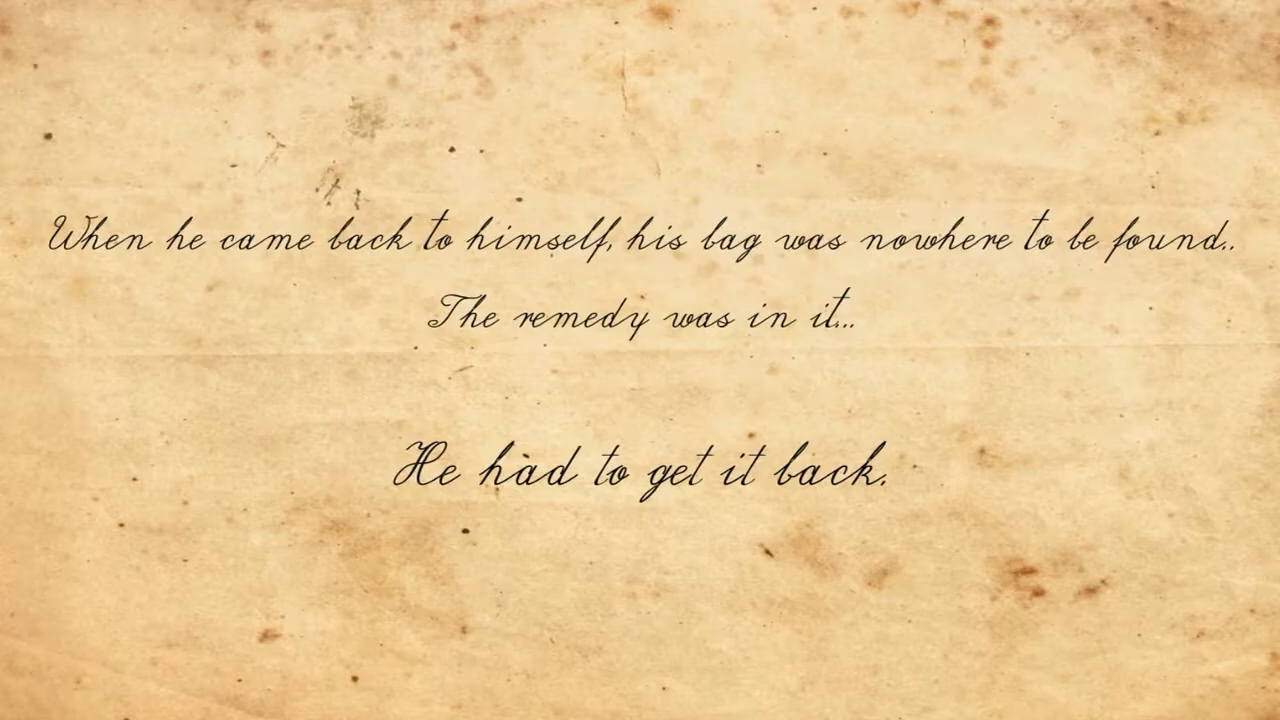 When he came back to himself, his bag was nowhere to be found..
The remedy was in it...
He had to get it back.